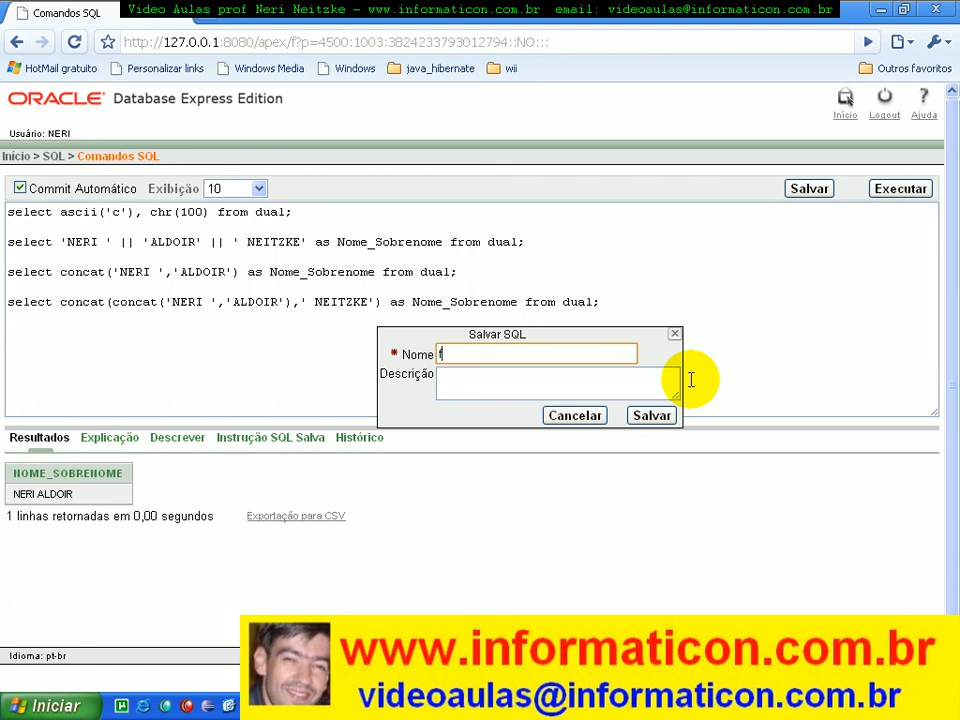 Comandos SQL
Video Aulas prof Neri Neitzke - www.informaticon.com.br email: videoaulas@informaticon.com.br
http://127.0.0.1:8080/apex/f?p=4500:1003:3824233793012794::NO:::
HotMail gratuito Personalizar links Windows Media Windows java_hibernate wii Outros favoritos
ORACLE Database Express Edition
Início Logout Ajuda
Usuário: NERI
Início > SQL > Comandos SQL
Commit Automático Exibição 10 Salvar Executar
select ascii('c'), chr(100) from dual;
select 'NERI ' || 'ALDOIR' || ' NEITZKE' as Nome_Sobrenome from dual;
select concat('NERI ','ALDOIR') as Nome_Sobrenome from dual;
select concat(concat('NERI ','ALDOIR'),' NEITZKE') as Nome_Sobrenome from dual;
Salvar SQL
* Nome f
Descrição
Cancelar Salvar
Resultados Explicação Descrever Instrução SQL Salva Histórico
NOME_SOBRENOME
NERI ALDOIR
1 linhas retornadas em 0,00 segundos Exportação para CSV
Idioma: pt-br
www.informaticon.com.br
videoaulas@informaticon.com.br
Iniciar